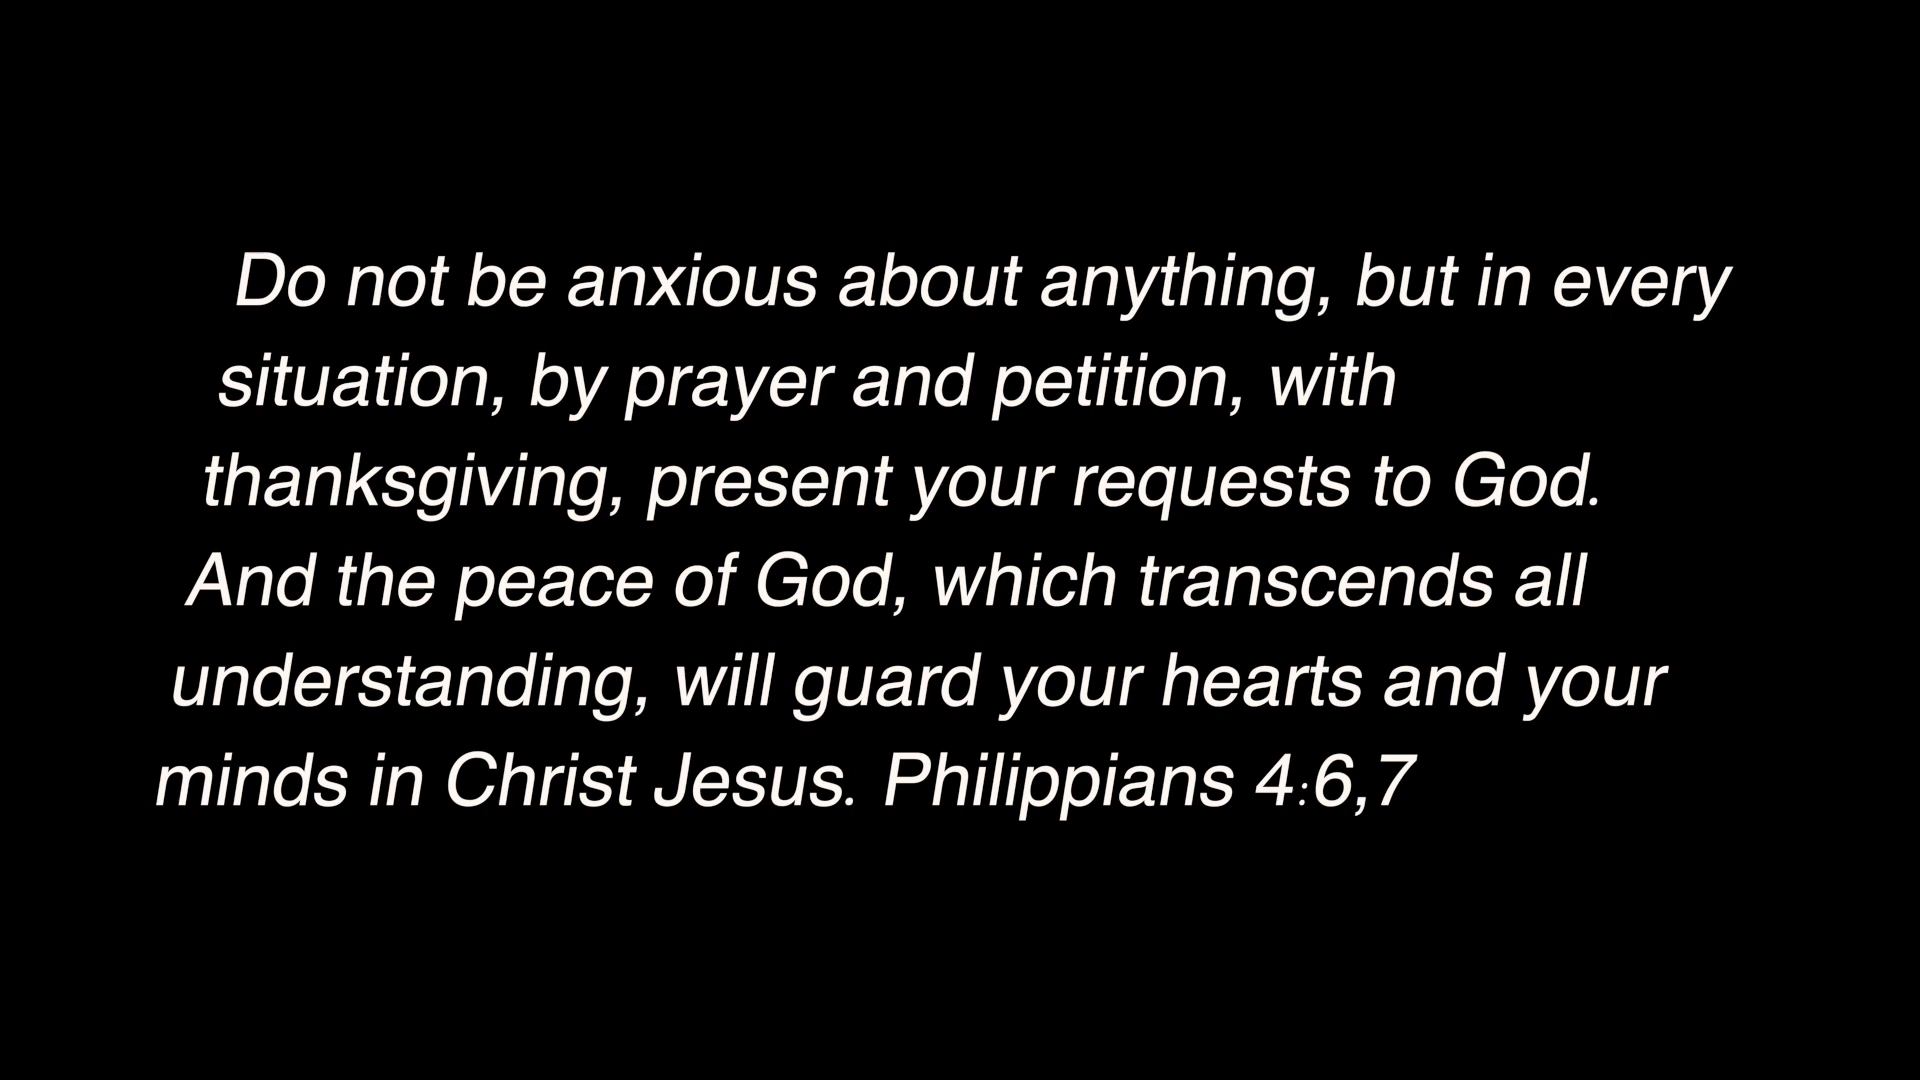 Do not be anxious about anything, but in every
situation, by prayer and petition, with
thanksgiving, present your requests to God.
And the peace of God, which transcends all
understanding, will guard your hearts and your
minds in Christ Jesus. Philippians 4:6,7